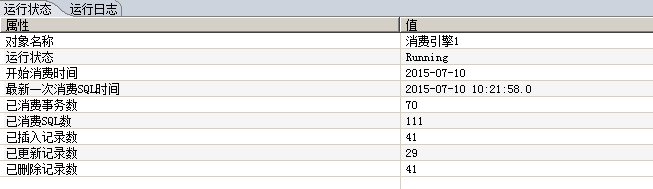 运行状态 运行日志
属性 值
对象名称 消费引擎1
运行状态 Running
开始消费时间 2015-07-10
最新一次消费SQL时间 2015-07-10 10:21:58.0
已消费事务数 70
已消费SQL数 111
已插入记录数 41
已更新记录数 29
已删除记录数 41